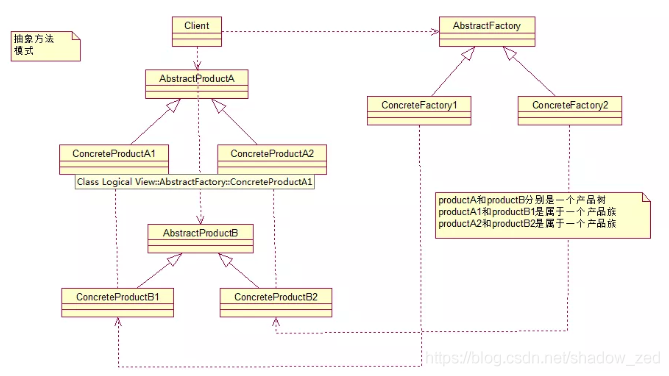 抽象方法
模式
Client
AbstractFactory
AbstractProductA
ConcreteFactory1
ConcreteFactory2
ConcreteProductA1
ConcreteProductA2
Class Logical View::AbstractFactory::ConcreteProductA1
productA和productB分别是一个产品树
productA1和productB1是属于一个产品族
productA2和productB2是属于一个产品族
AbstractProductB
ConcreteProductB1
ConcreteProductB2
https://blog.csdn.net/shadow_zed